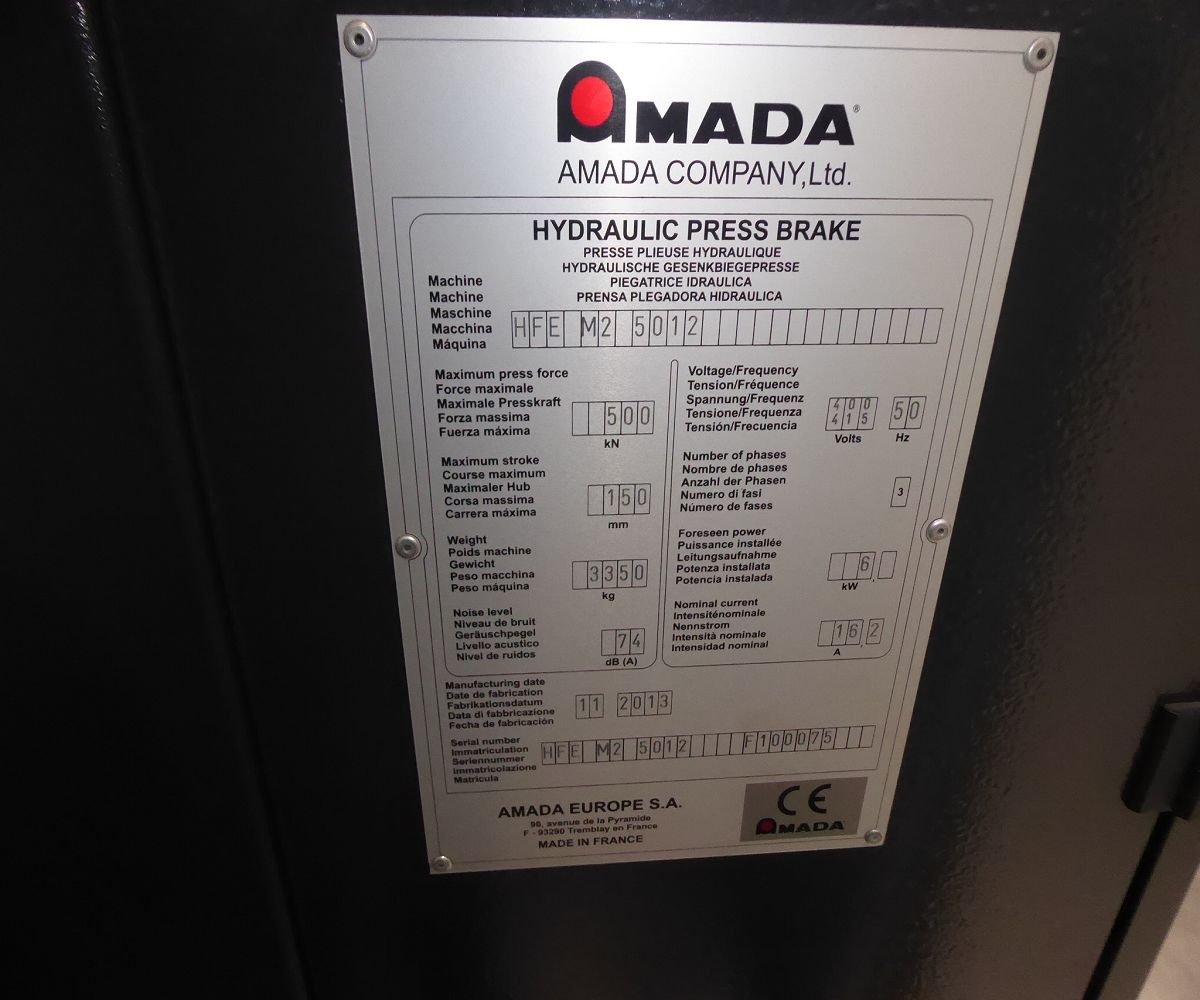 AMADA®
AMADA COMPANY,Ltd.
HYDRAULIC PRESS BRAKE
PRESSE PLIEUSE HYDRAULIQUE
HYDRAULISCHE GESENKBIEGEPRESSE
PIEGATRICE IDRAULICA
PRENSA PLEGADORA HIDRAULICA
Machine
Machine
Maschine
Macchina
Máquina
HFE M2 5012
Maximum press force
Force maximale
Maximale Presskraft
Forza massima
Fuerza máxima
500
kN
Maximum stroke
Course maximum
Maximaler Hub
Corsa massima
Carrera máxima
150
mm
Weight
Poids machine
Gewicht
Peso macchina
Peso máquina
3350
kg
Noise level
Niveau de bruit
Geräuschpegel
Livello acustico
Nivel de ruidos
74
dB (A)
Voltage/Frequency
Tension/Fréquence
Spannung/Frequenz
Tensione/Frequenza
Tensión/Frecuencia
400
415
Volts
50
Hz
Number of phases
Nombre de phases
Anzahl der Phasen
Numero di fasi
Número de fases
3
Foreseen power
Puissance installée
Leitungsaufnahme
Potenza installata
Potencia instalada
6,
kW
Nominal current
Intensiténominale
Nennstrom
Intensità nominale
Intensidad nominal
16,2
A
Manufacturing date
Date de fabrication
Fabrikationsdatum
Data di fabbricazione
Fecha de fabricación
11 2013
Serial number
Immatriculation
Seriennummer
Immatricolazione
Matricula
HFE M2 5012 F100075
AMADA EUROPE S.A.
96, avenue de la Pyramide
F - 93290 Tremblay en France
MADE IN FRANCE
CE
AMADA